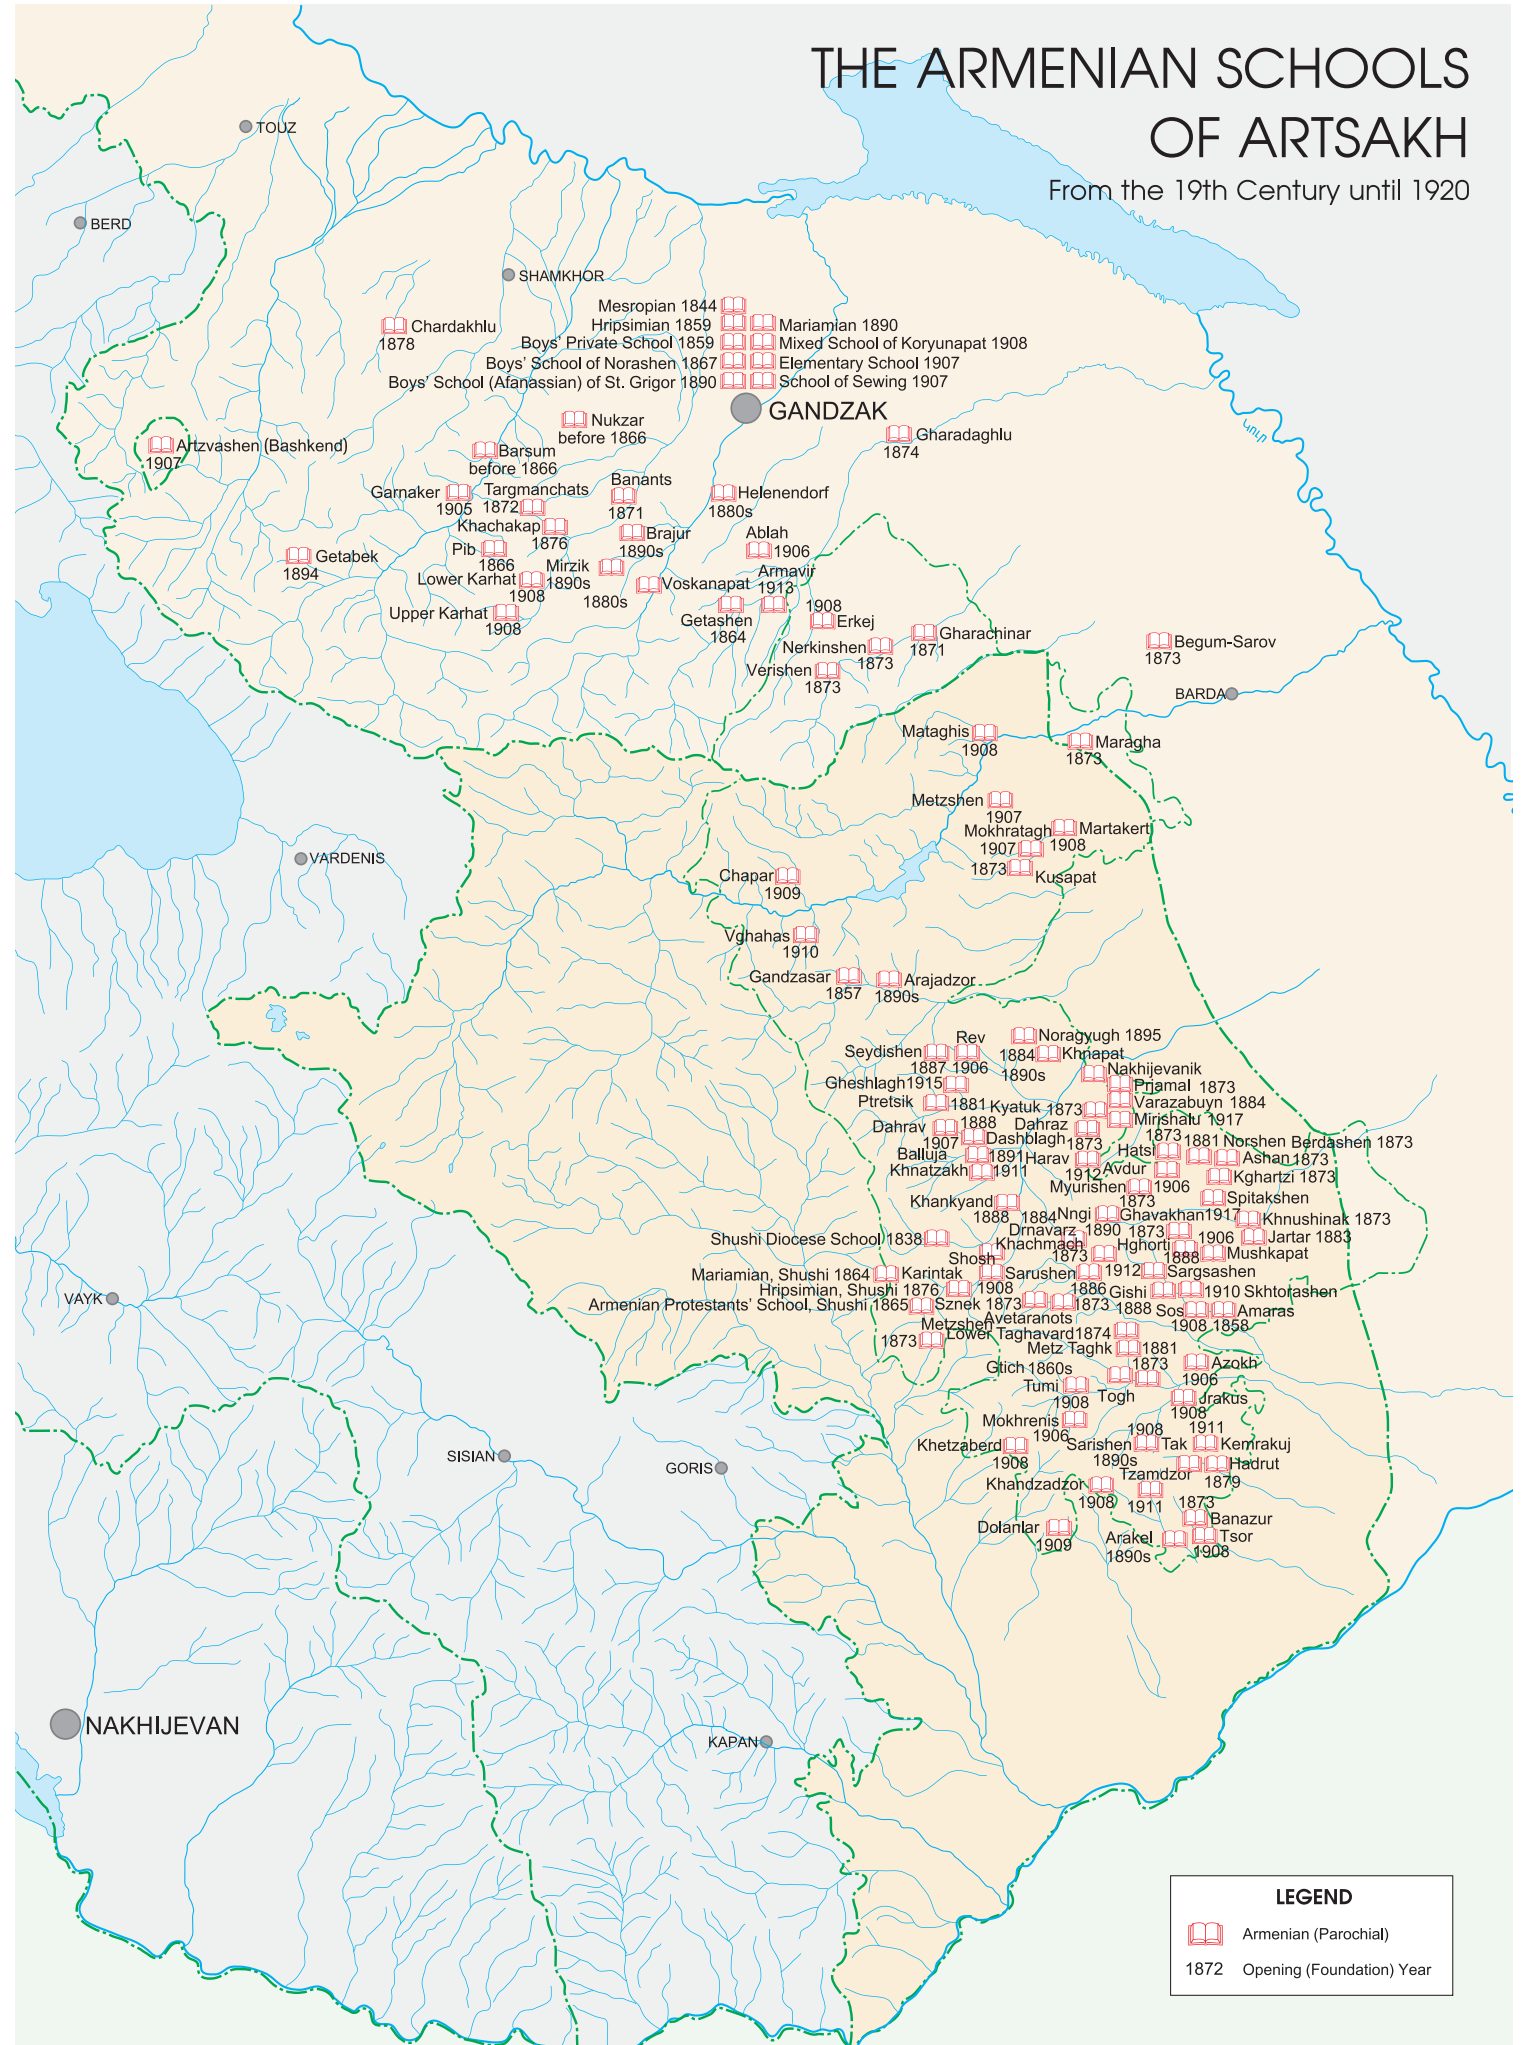 THE ARMENIAN SCHOOLS
OF ARTSAKH
From the 19th Century until 1920
TOUZ
BERD
SHAMKHOR
Mesropian 1844
Hripsimian 1859
Mariamian 1890
Boys' Private School 1859
Mixed School of Koryunapat 1908
Boys' School of Norashen 1867
Elementary School 1907
Boys' School (Afanassian) of St. Grigor 1890
School of Sewing 1907
Chardakhlu
1878
GANDZAK
Nukzar
before 1866
Gharadaghlu
1874
Artzvashen (Bashkend)
1907
Barsum
before 1866
Garnaker
1905
Targmanchats
1872
Banants
1871
Helenendorf
1880s
Khachakap
1876
Brajur
1890s
Ablah
1906
Getabek
1894
Pib
1866
Mirzik
1890s
Lower Karhat
1908
Voskanapat
1880s
Armavir
1913
Upper Karhat
1908
Getashen
1864
1908
Erkej
Gharachinar
1871
Nerkinshen
1873
Verishen
1873
Begum-Sarov
1873
BARDA
Mataghis
1908
Maragha
1873
Metzshen
1907
Mokhratagh
1907
Martakert
1908
1873
Kusapat
VARDENIS
Chapar
1909
Vghahas
1910
Gandzasar
1857
Arajadzor
1890s
Noragyugh 1895
Rev
1906
Seydishen
1887
1884
Khnapat
1890s
Nakhijevanik
Gheshlagh 1915
Prjamal 1873
Ptretsik
1881
Varazabuyn 1884
Kyatuk 1873
Mirishalu 1917
Dahrav
1907
1888
Dashblagh
Dahraz
1873
1873
Hatsi
1881
Norshen
Berdashen 1873
Ashan 1873
Balluja
1891
Harav
1912
Khnatzakh
1911
Avdur
1906
Kghartzi 1873
Myurishen
1873
Spitakshen
Khankyand
1888
1884
Nngi
Ghavakhan 1917
Khnushinak 1873
Drnavarz 1890
1873
1906
Jartar 1883
Shushi Diocese School 1838
Khachmach
1873
Hghorti
1888
Mushkapat
Shosh
1908
Mariamian, Shushi 1864
Karintak
Sarushen
1886
1912
Sargsashen
Hripsimian, Shushi 1876
Gishi
1888
1910 Skhtorashen
Armenian Protestants' School, Shushi 1865
Sznek 1873
1873
Avetaranots
Sos
1908
Amaras
1858
Metzshen
1873
Lower Taghavard 1874
Metz Taghk
1881
Gtich 1860s
1873
Togh
Azokh
1906
Tumi
1908
Jrakus
1908
Mokhrenis
1906
1911
Kemrakuj
Khetzaberd
1908
Sarishen
1890s
1908
Tak
Hadrut
1879
Tzamdzor
1911
Khandzadzor
1908
1873
Banazur
Dolanlar
1909
Arakel
1890s
Tsor
1908
VAYK
SISIAN
GORIS
NAKHIJEVAN
KAPAN
LEGEND
Armenian (Parochial)
1872 Opening (Foundation) Year